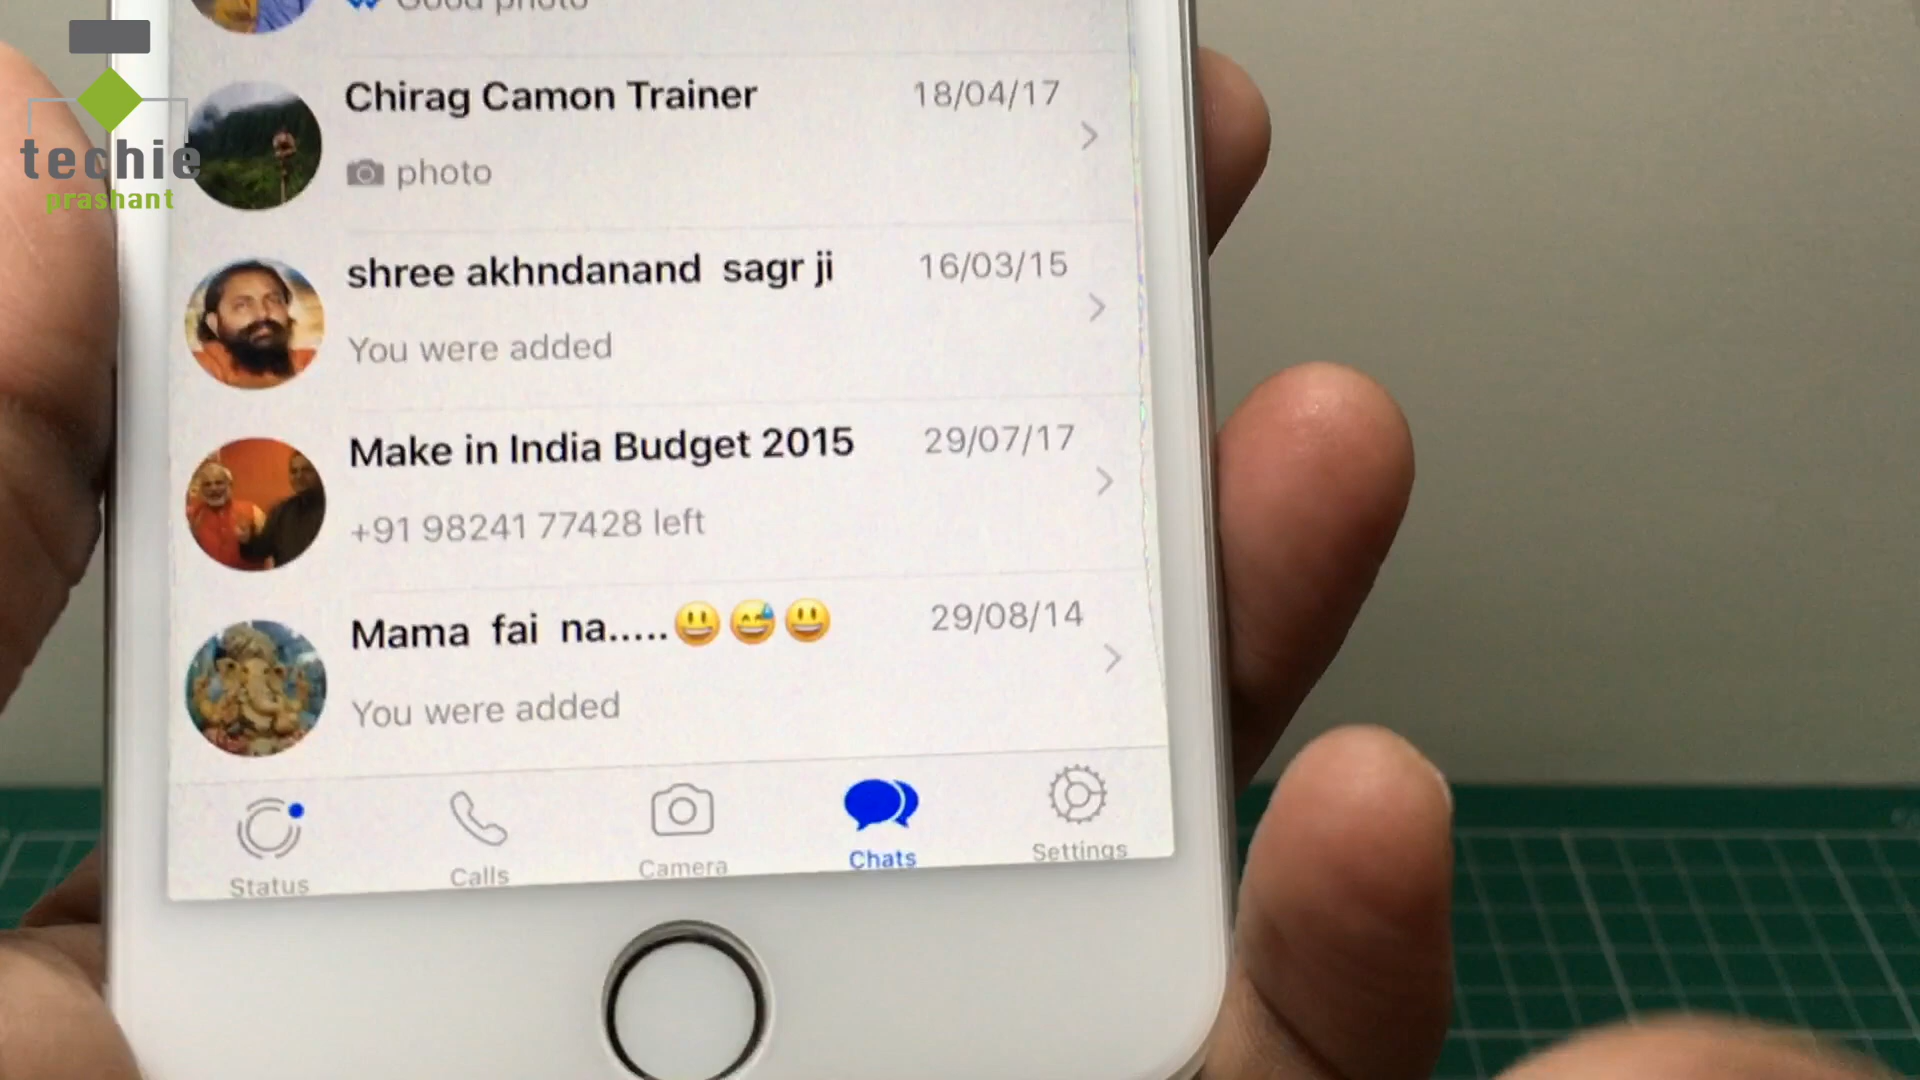 Good photo
techie
prashant
Chirag Camon Trainer 18/04/17
photo
shree akhndanand sagr ji 16/03/15
You were added
Make in India Budget 2015 29/07/17
+91 98241 77428 left
Mama fai na.....😃😅😃 29/08/14
You were added
Status Calls Camera Chats Settings